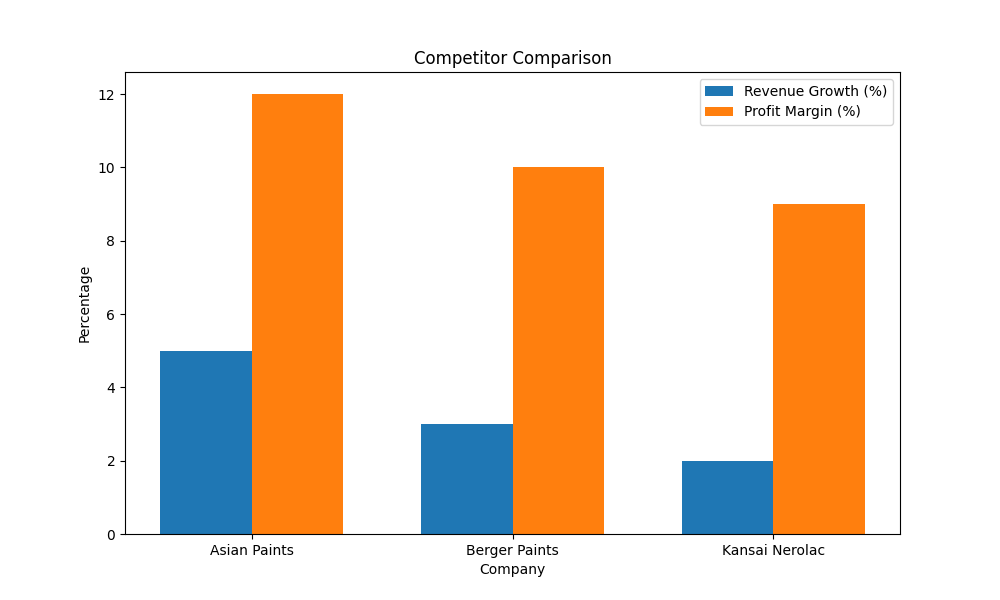 Competitor Comparison
Revenue Growth (%)
Profit Margin (%)
12
10
8
6
4
2
0
Percentage
Asian Paints
Berger Paints
Kansai Nerolac
Company